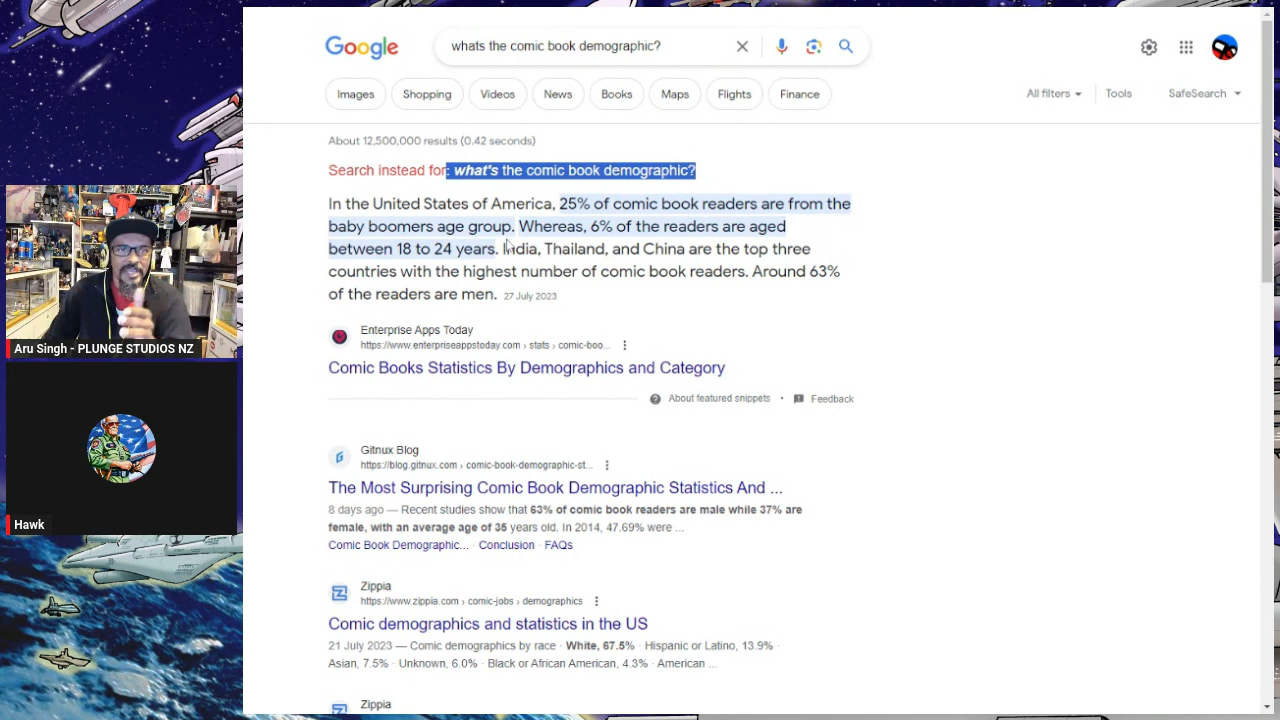 Google
whats the comic book demographic?
Images
Shopping
Videos
News
Books
Maps
Flights
Finance
All filters
Tools
SafeSearch
About 12,500,000 results (0.42 seconds)
Search instead for: what's the comic book demographic?
In the United States of America, 25% of comic book readers are from the
baby boomers age group. Whereas, 6% of the readers are aged
between 18 to 24 years. India, Thailand, and China are the top three
countries with the highest number of comic book readers. Around 63%
of the readers are men. 27 July 2023
Enterprise Apps Today
https://www.enterpriseappstoday.com › stats › comic-boo...
Comic Books Statistics By Demographics and Category
About featured snippets • Feedback
Gitnux Blog
https://blog.gitnux.com › comic-book-demographic-st...
The Most Surprising Comic Book Demographic Statistics And ...
8 days ago — Recent studies show that 63% of comic book readers are male while 37% are
female, with an average age of 35 years old. In 2014, 47.69% were ...
Comic Book Demographic... · Conclusion · FAQs
Zippia
https://www.zippia.com › comic-jobs › demographics
Comic demographics and statistics in the US
21 July 2023 — Comic demographics by race · White, 67.5% · Hispanic or Latino, 13.9% ·
Asian, 7.5% · Unknown, 6.0% · Black or African American, 4.3% · American ...
Zippia
Aru Singh - PLUNGE STUDIOS NZ
Hawk